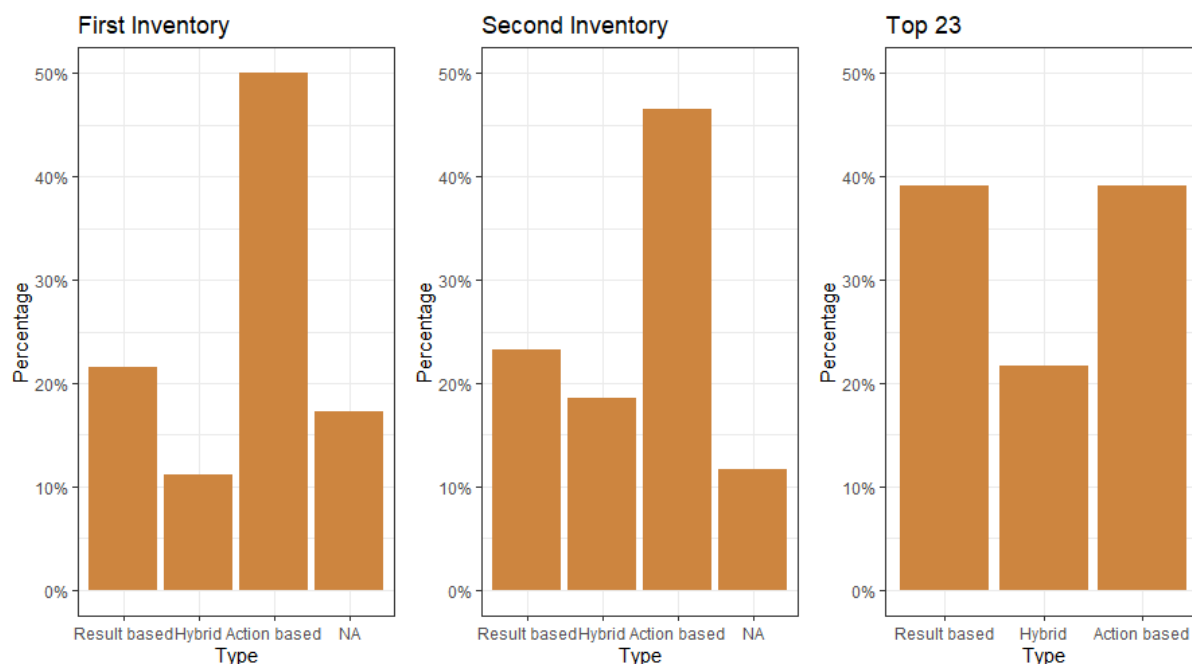 First Inventory
50%
40%
30%
20%
10%
0%
Percentage
Result based Hybrid Action based NA
Type
Second Inventory
50%
40%
30%
20%
10%
0%
Percentage
Result based Hybrid Action based NA
Type
Top 23
50%
40%
30%
20%
10%
0%
Percentage
Result based Hybrid Action based
Type